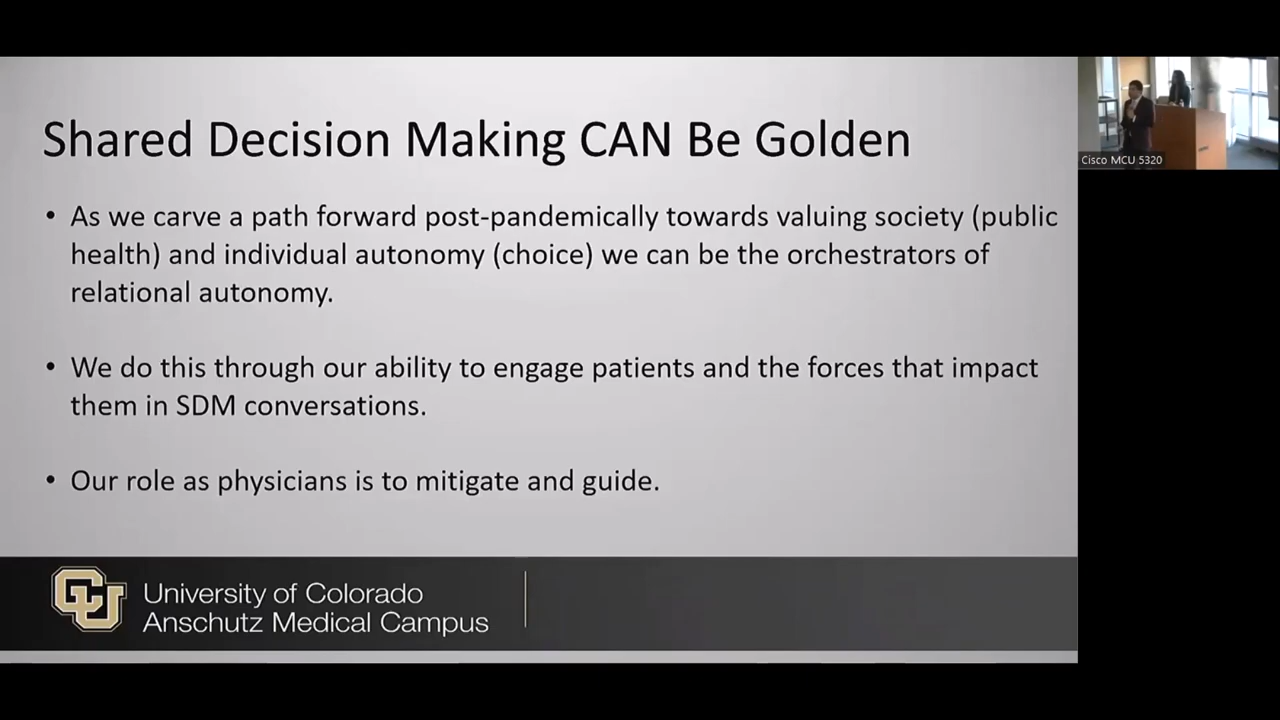 Shared Decision Making CAN Be Golden
• As we carve a path forward post-pandemically towards valuing society (public
health) and individual autonomy (choice) we can be the orchestrators of
relational autonomy.
• We do this through our ability to engage patients and the forces that impact
them in SDM conversations.
• Our role as physicians is to mitigate and guide.
CU
University of Colorado
Anschutz Medical Campus
Cisco MCU 5320